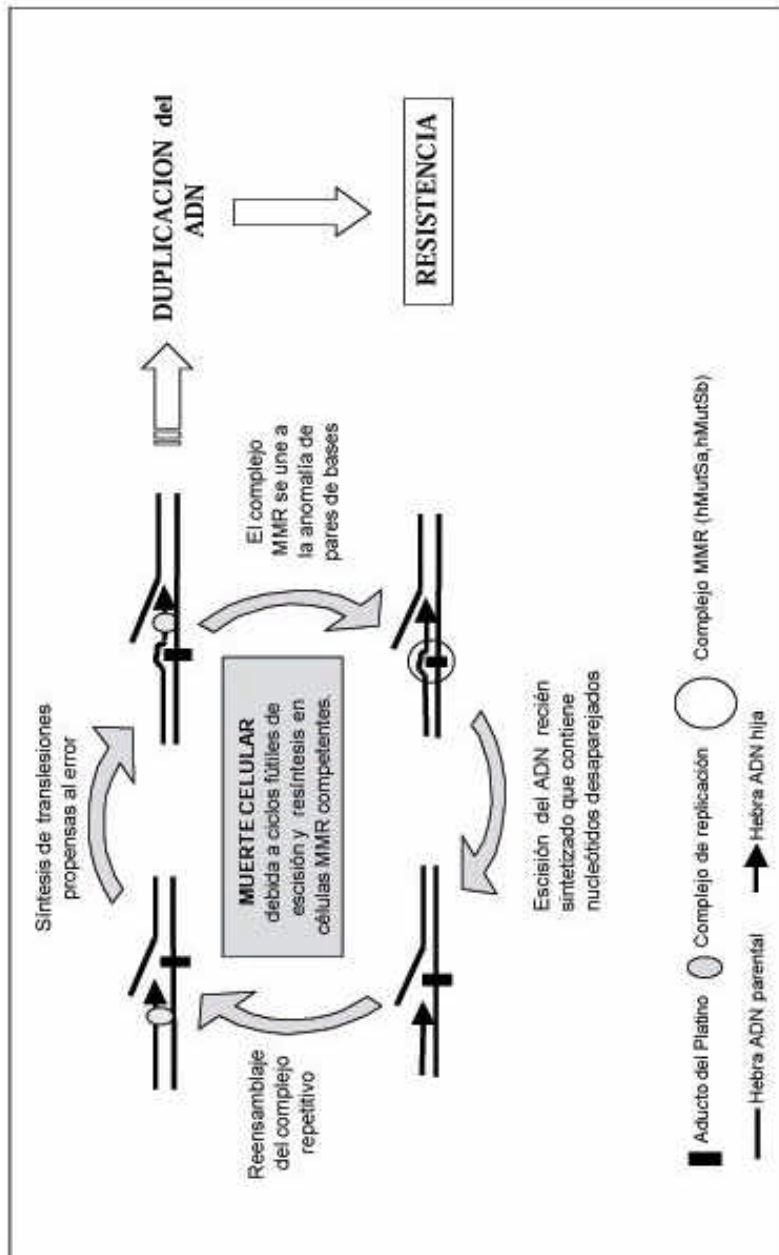 Síntesis de translesiones
propensas al error
DUPLICACION del
ADN
El complejo
MMR se une a
la anomalía de
pares de bases
MUERTE CELULAR
debida a ciclos fútiles de
escisión y resíntesis en
células MMR competentes.
Reensamblaje
del complejo
repetitivo
Escisión del ADN recién
sintetizado que contiene
nucleótidos desaparejados
RESISTENCIA
Aducto del Platino
Complejo de replicación
Complejo MMR (hMutSa,hMutSb)
Hebra ADN parental
Hebra ADN hija